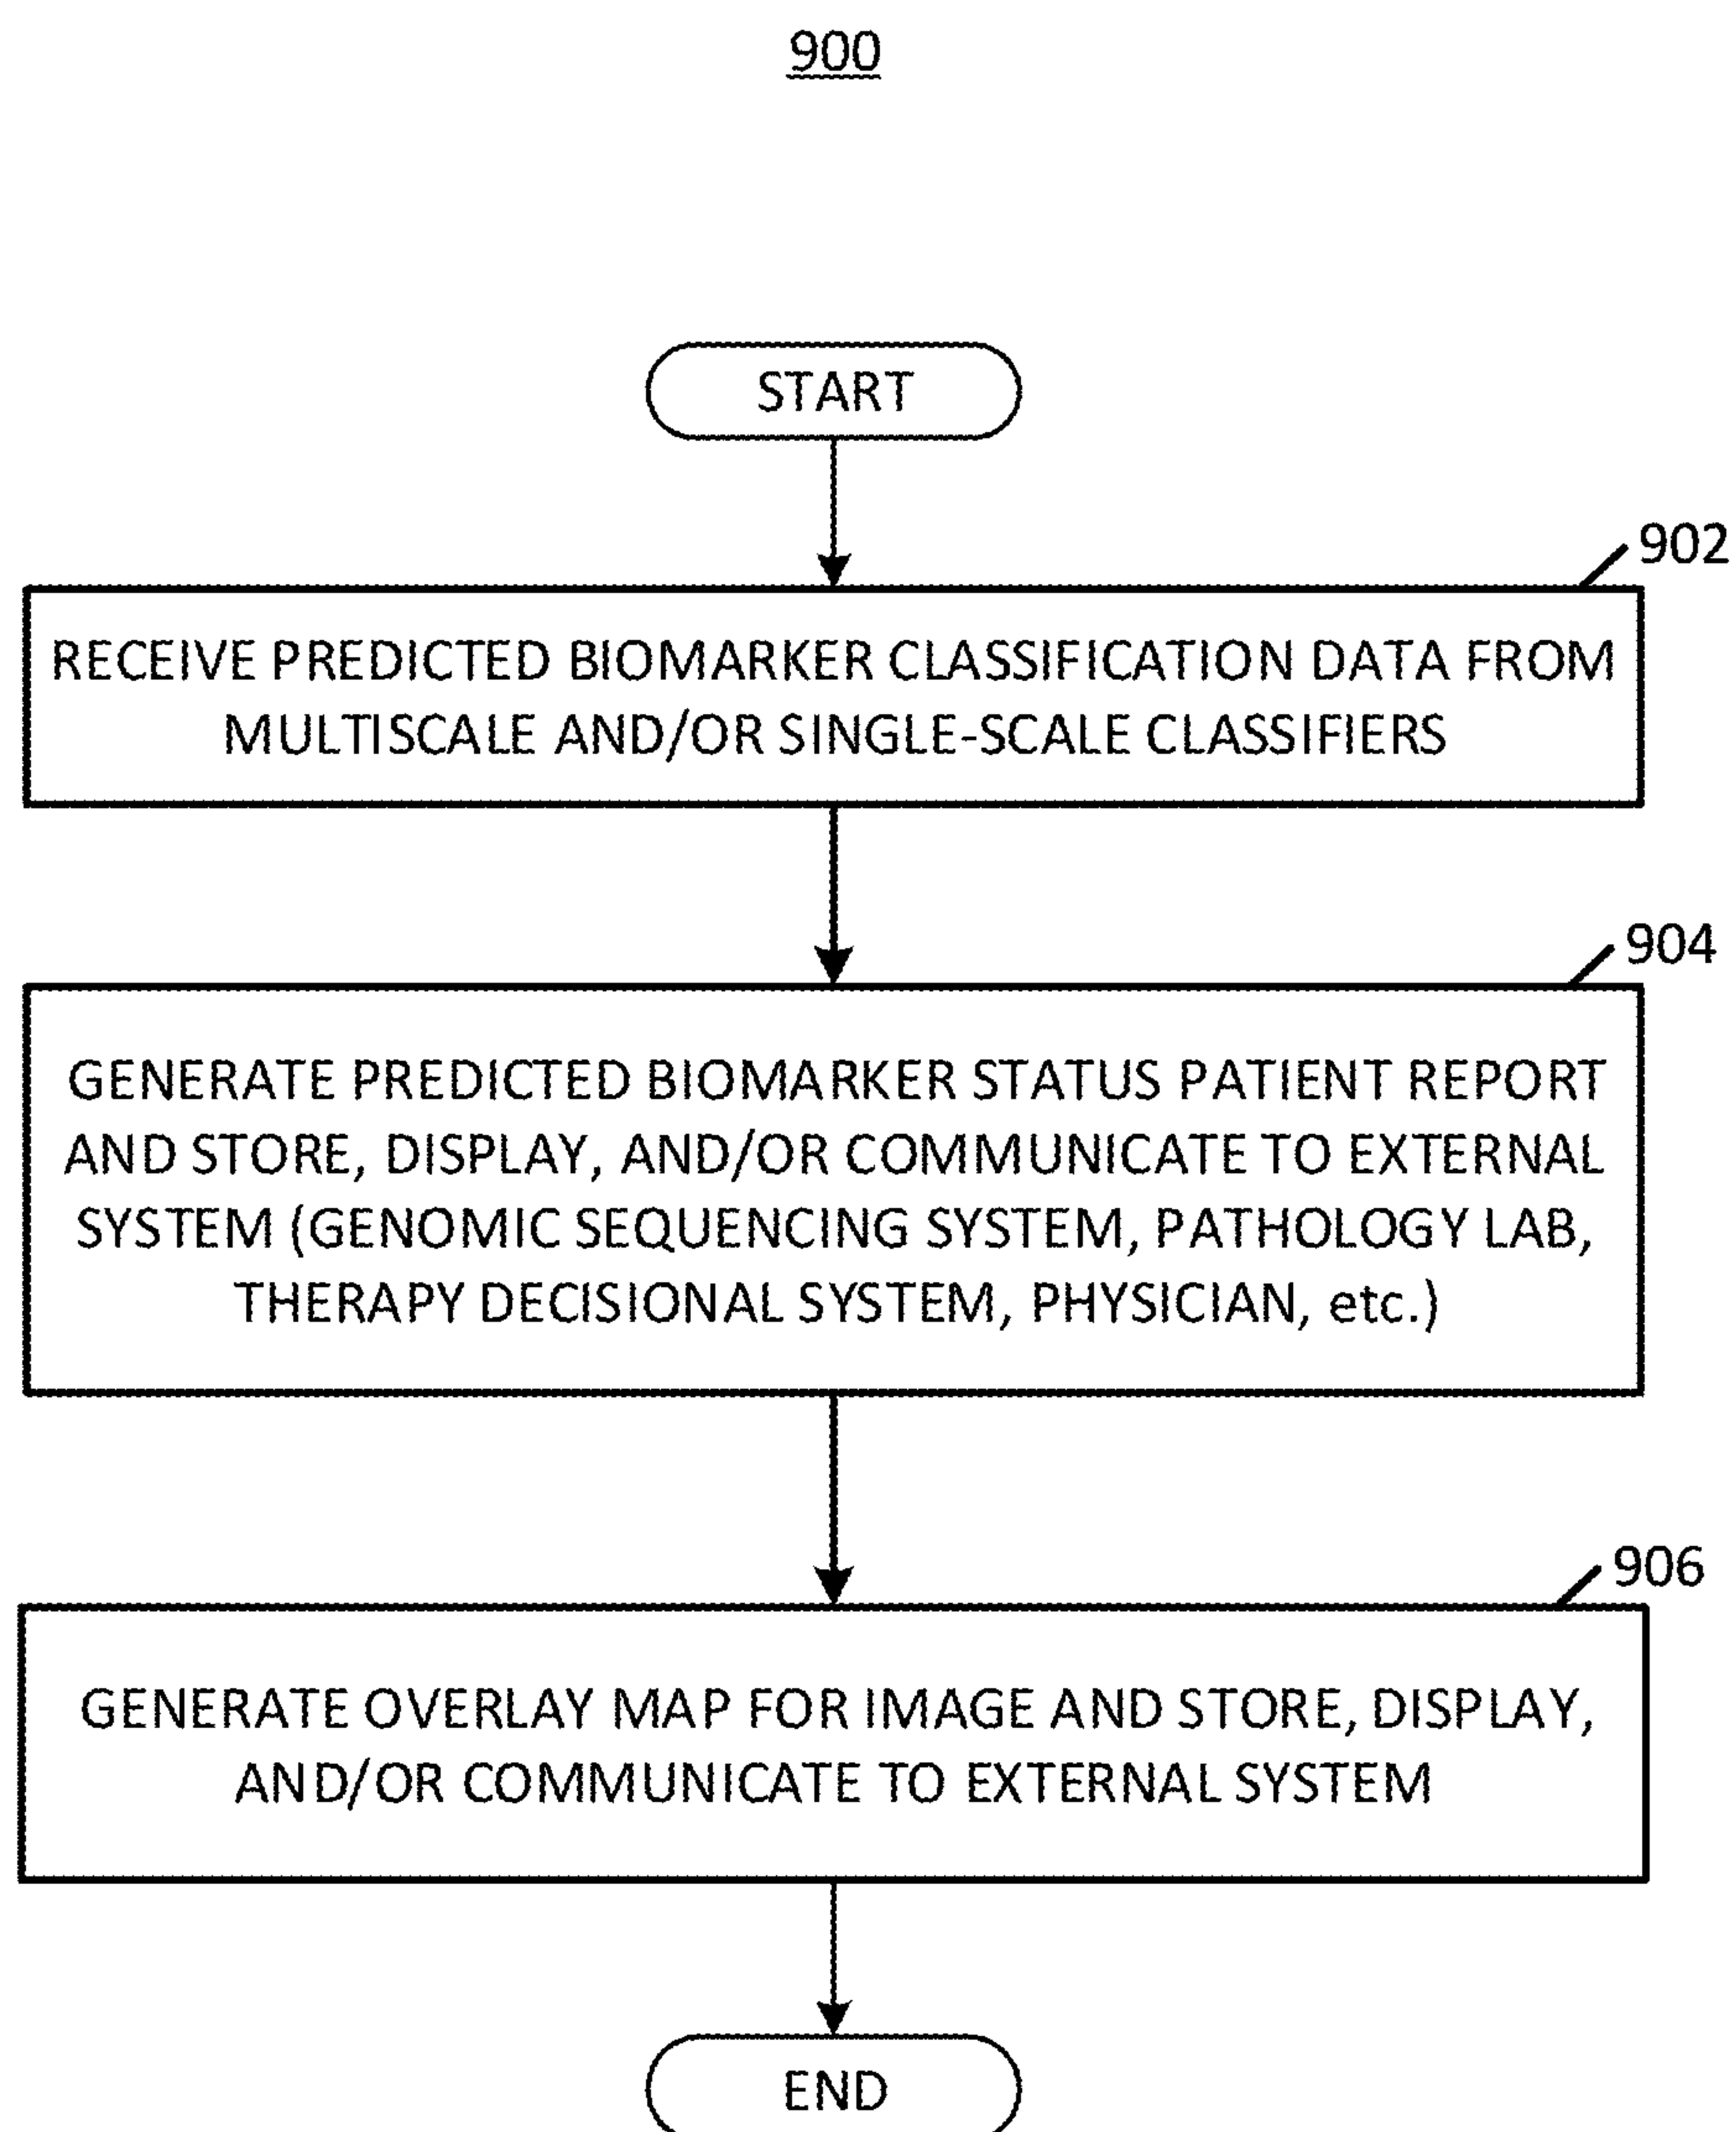 900
START
902
RECEIVE PREDICTED BIOMARKER CLASSIFICATION DATA FROM
MULTISCALE AND/OR SINGLE-SCALE CLASSIFIERS
904
GENERATE PREDICTED BIOMARKER STATUS PATIENT REPORT
AND STORE, DISPLAY, AND/OR COMMUNICATE TO EXTERNAL
SYSTEM (GENOMIC SEQUENCING SYSTEM, PATHOLOGY LAB,
THERAPY DECISIONAL SYSTEM, PHYSICIAN, etc.)
906
GENERATE OVERLAY MAP FOR IMAGE AND STORE, DISPLAY,
AND/OR COMMUNICATE TO EXTERNAL SYSTEM
END